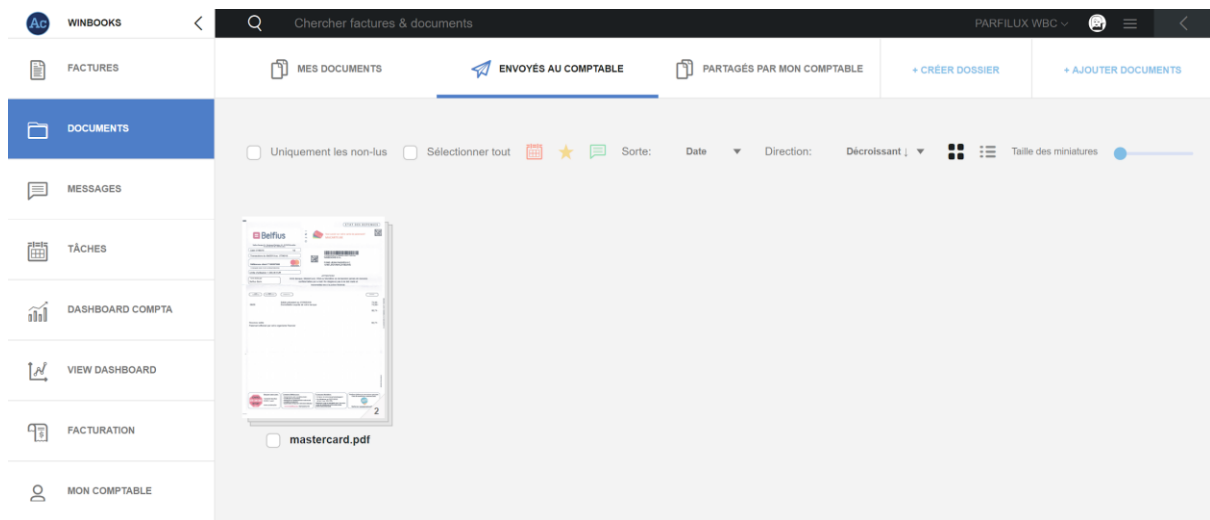 Ac WINBOOKS
Chercher factures & documents
PARFILUX WBC
FACTURES
DOCUMENTS
MESSAGES
TÂCHES
DASHBOARD COMPTA
VIEW DASHBOARD
FACTURATION
MON COMPTABLE
MES DOCUMENTS
ENVOYÉS AU COMPTABLE
PARTAGÉS PAR MON COMPTABLE
+ CRÉER DOSSIER
+ AJOUTER DOCUMENTS
Uniquement les non-lus Sélectionner tout Sorte: Date Direction: Décroissant ↓ Taille des miniatures
Belfius
2
mastercard.pdf